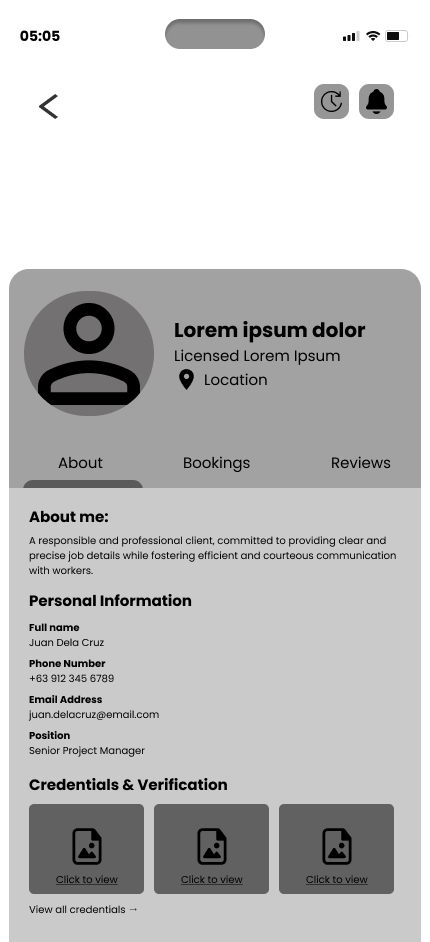 05:05
Lorem ipsum dolor
Licensed Lorem Ipsum
Location
About
Bookings
Reviews
About me:
A responsible and professional client, committed to providing clear and
precise job details while fostering efficient and courteous communication
with workers.
Personal Information
Full name
Juan Dela Cruz
Phone Number
+63 912 345 6789
Email Address
juan.delacruz@email.com
Position
Senior Project Manager
Credentials & Verification
Click to view
Click to view
Click to view
View all credentials →